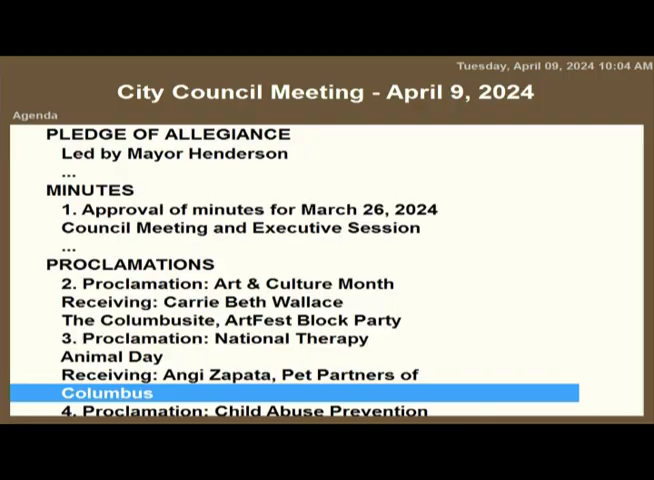 Tuesday, April 09, 2024 10:04 AM
City Council Meeting - April 9, 2024
Agenda
PLEDGE OF ALLEGIANCE
Led by Mayor Henderson
...
MINUTES
1. Approval of minutes for March 26, 2024
Council Meeting and Executive Session
...
PROCLAMATIONS
2. Proclamation: Art & Culture Month
Receiving: Carrie Beth Wallace
The Columbusite, ArtFest Block Party
3. Proclamation: National Therapy
Animal Day
Receiving: Angi Zapata, Pet Partners of
Columbus
4. Proclamation: Child Abuse Prevention